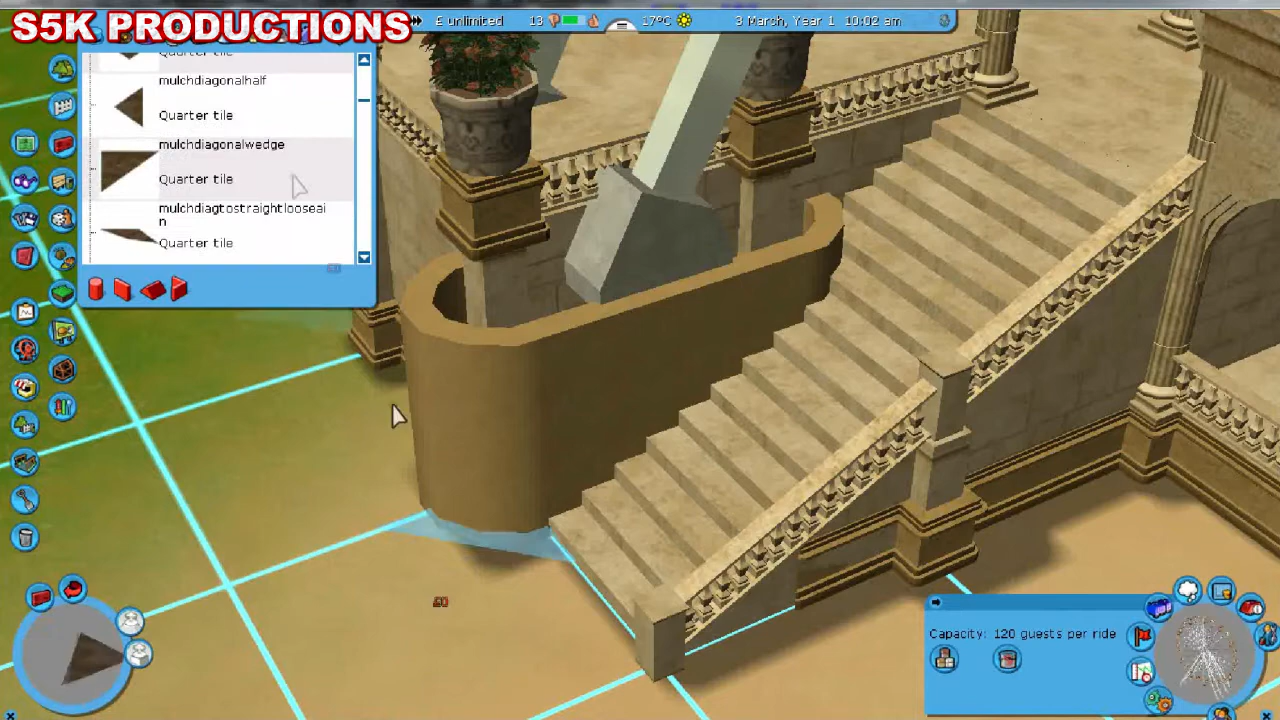 S5K PRODUCTIONS
£ unlimited 13 17°C 3 March, Year 1 10:02 am
Quarter tile
mulchdiagonalhalf
Quarter tile
mulchdiagonalwedge
Quarter tile
mulchdiagtostraightlooseai
n
Quarter tile
Capacity: 120 guests per ride